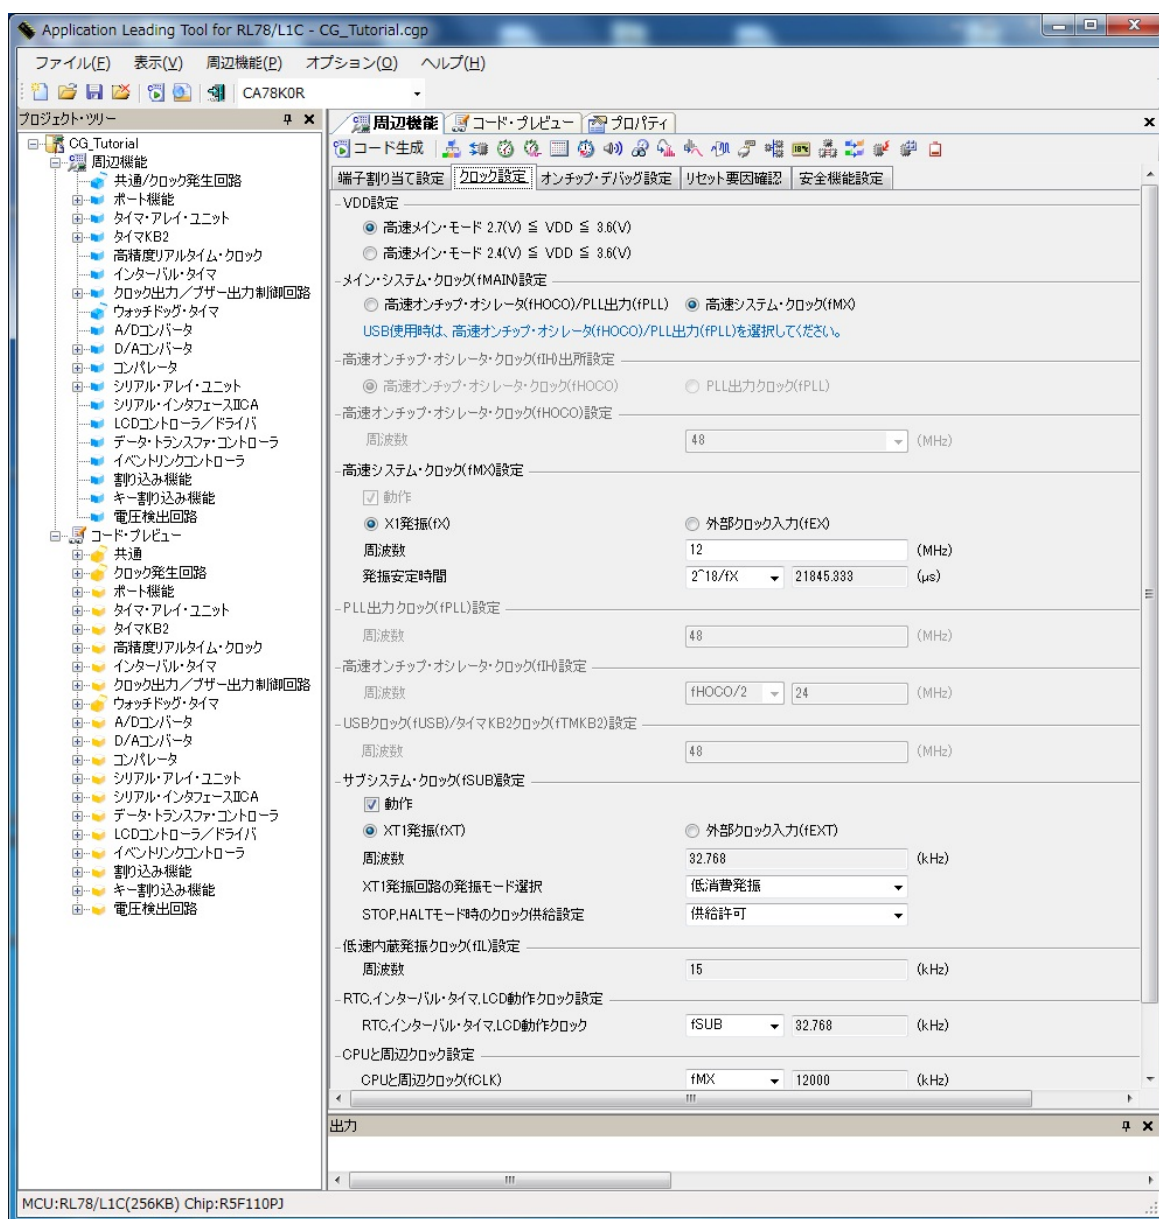 Application Leading Tool for RL78/L1C - CG_Tutorial.cgp
ファイル(F) 表示(V) 周辺機能(P) オプション(O) ヘルプ(H)
CA78K0R
プロジェクト・ツリー
CG_Tutorial
周辺機能
共通/クロック発生回路
ポート機能
タイマ・アレイ・ユニット
タイマKB2
高精度リアルタイム・クロック
インターバル・タイマ
クロック出力／ブザー出力制御回路
ウォッチドッグ・タイマ
A/Dコンバータ
D/Aコンバータ
コンパレータ
シリアル・アレイ・ユニット
シリアル・インタフェースIICA
LCDコントローラ／ドライバ
データ・トランスファ・コントローラ
イベントリンクコントローラ
割り込み機能
キー割り込み機能
電圧検出回路
コード・プレビュー
共通
クロック発生回路
ポート機能
タイマ・アレイ・ユニット
タイマKB2
高精度リアルタイム・クロック
インターバル・タイマ
クロック出力／ブザー出力制御回路
ウォッチドッグ・タイマ
A/Dコンバータ
D/Aコンバータ
コンパレータ
シリアル・アレイ・ユニット
シリアル・インタフェースIICA
データ・トランスファ・コントローラ
LCDコントローラ／ドライバ
イベントリンクコントローラ
割り込み機能
キー割り込み機能
電圧検出回路
周辺機能 コード・プレビュー プロパティ
コード生成
端子割り当て設定 クロック設定 オンチップ・デバッグ設定 リセット要因確認 安全機能設定
VDD設定
高速メイン・モード 2.7(V) ≦ VDD ≦ 3.6(V)
高速メイン・モード 2.4(V) ≦ VDD ≦ 3.6(V)
メイン・システム・クロック(fMAIN)設定
高速オンチップ・オシレータ(fHOCO)/PLL出力(fPLL) 高速システム・クロック(fMX)
USB使用時は、高速オンチップ・オシレータ(fHOCO)/PLL出力(fPLL)を選択してください。
高速オンチップ・オシレータ・クロック(fIH)出所設定
高速オンチップ・オシレータ・クロック(fHOCO) PLL出力クロック(fPLL)
高速オンチップ・オシレータ・クロック(fHOCO)設定
周波数 48 (MHz)
高速システム・クロック(fMX)設定
動作
X1発振(fX) 外部クロック入力(fEX)
周波数 12 (MHz)
発振安定時間 2^18/fX 21845.333 (μs)
PLL出力クロック(fPLL)設定
周波数 48 (MHz)
高速オンチップ・オシレータ・クロック(fIH)設定
周波数 fHOCO/2 24 (MHz)
USBクロック(fUSB)/タイマKB2クロック(fTMKB2)設定
周波数 48 (MHz)
サブシステム・クロック(fSUB)設定
動作
XT1発振(fXT) 外部クロック入力(fEXT)
周波数 32.768 (kHz)
XT1発振回路の発振モード選択 低消費発振
STOP,HALTモード時のクロック供給設定 供給許可
低速内蔵発振クロック(fIL)設定
周波数 15 (kHz)
RTC,インターバル・タイマ,LCD動作クロック設定
RTC,インターバル・タイマ,LCD動作クロック fSUB 32.768 (kHz)
CPUと周辺クロック設定
CPUと周辺クロック(fCLK) fMX 12000 (kHz)
出力
MCU:RL78/L1C(256KB) Chip:R5F110PJ